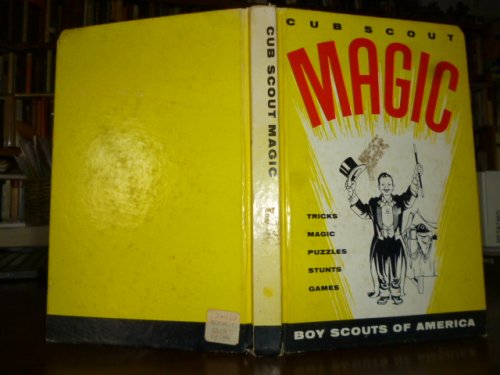 CUB SCOUT
MAGIC
TRICKS
MAGIC
PUZZLES
STUNTS
GAMES
BOY SCOUTS OF AMERICA
CUB SCOUT MAGIC